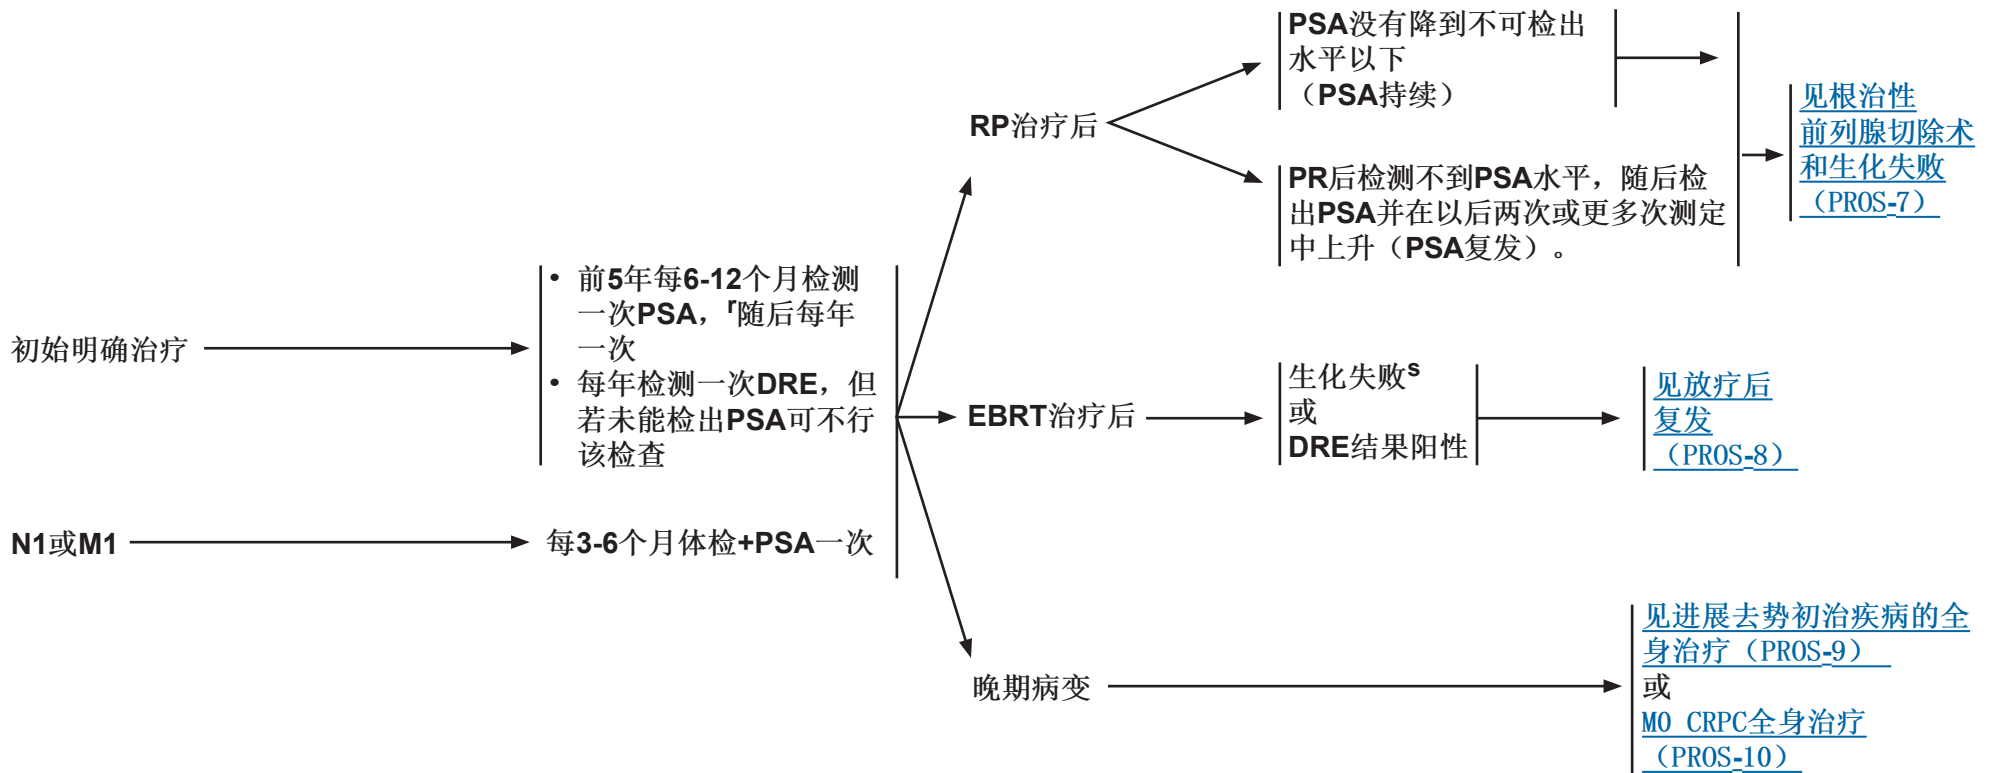 PSA没有降到不可检出
水平以下
（PSA持续）
RP治疗后
PR后检测不到PSA水平，随后检
出PSA并在以后两次或更多次测定
中上升（PSA复发）。
见根治性
前列腺切除术
和生化失败
（PROS-7）
初始明确治疗
• 前5年每6-12个月检测
一次PSA，r随后每年
一次
• 每年检测一次DRE，但
若未能检出PSA可不行
该检查
EBRT治疗后
生化失败s
或
DRE结果阳性
见放疗后
复发
（PROS-8）
N1或M1
每3-6个月体检+PSA一次
晚期病变
见进展去势初治疾病的全
身治疗（PROS-9）
或
M0 CRPC全身治疗
（PROS-10）